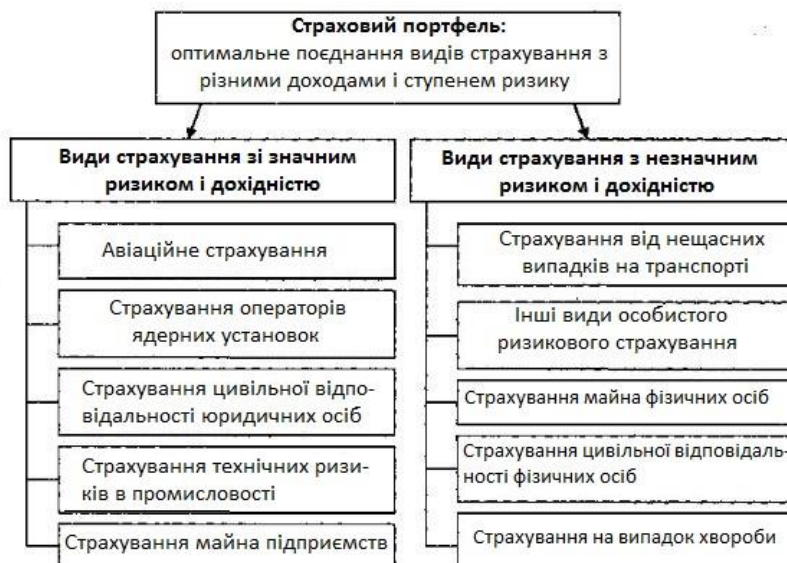 Страховий портфель:
оптимальне поєднання видів страхування з
різними доходами і ступенем ризику
Види страхування зі значним
ризиком і дохідністю
Авіаційне страхування
Страхування операторів
ядерних установок
Страхування цивільної відпо-
відальності юридичних осіб
Страхування технічних ризи-
ків в промисловості
Страхування майна підприємств
Види страхування з незначним
ризиком і дохідністю
Страхування від нещасних
випадків на транспорті
Інші види особистого
ризикового страхування
Страхування майна фізичних осіб
Страхування цивільної відповідаль-
ності фізичних осіб
Страхування на випадок хвороби